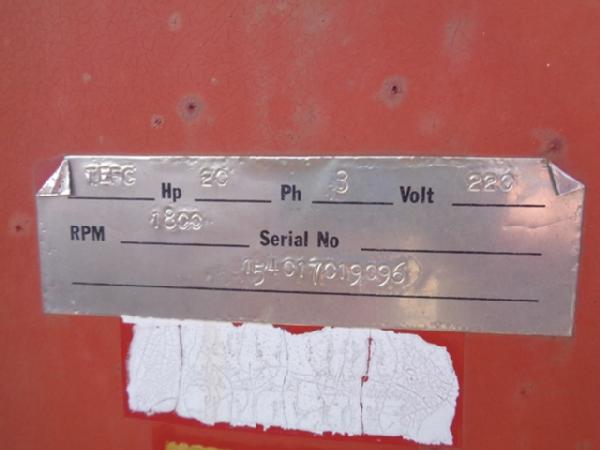 TEFC Hp 20 Ph 3 Volt 220
RPM 1800 Serial No
154017019096